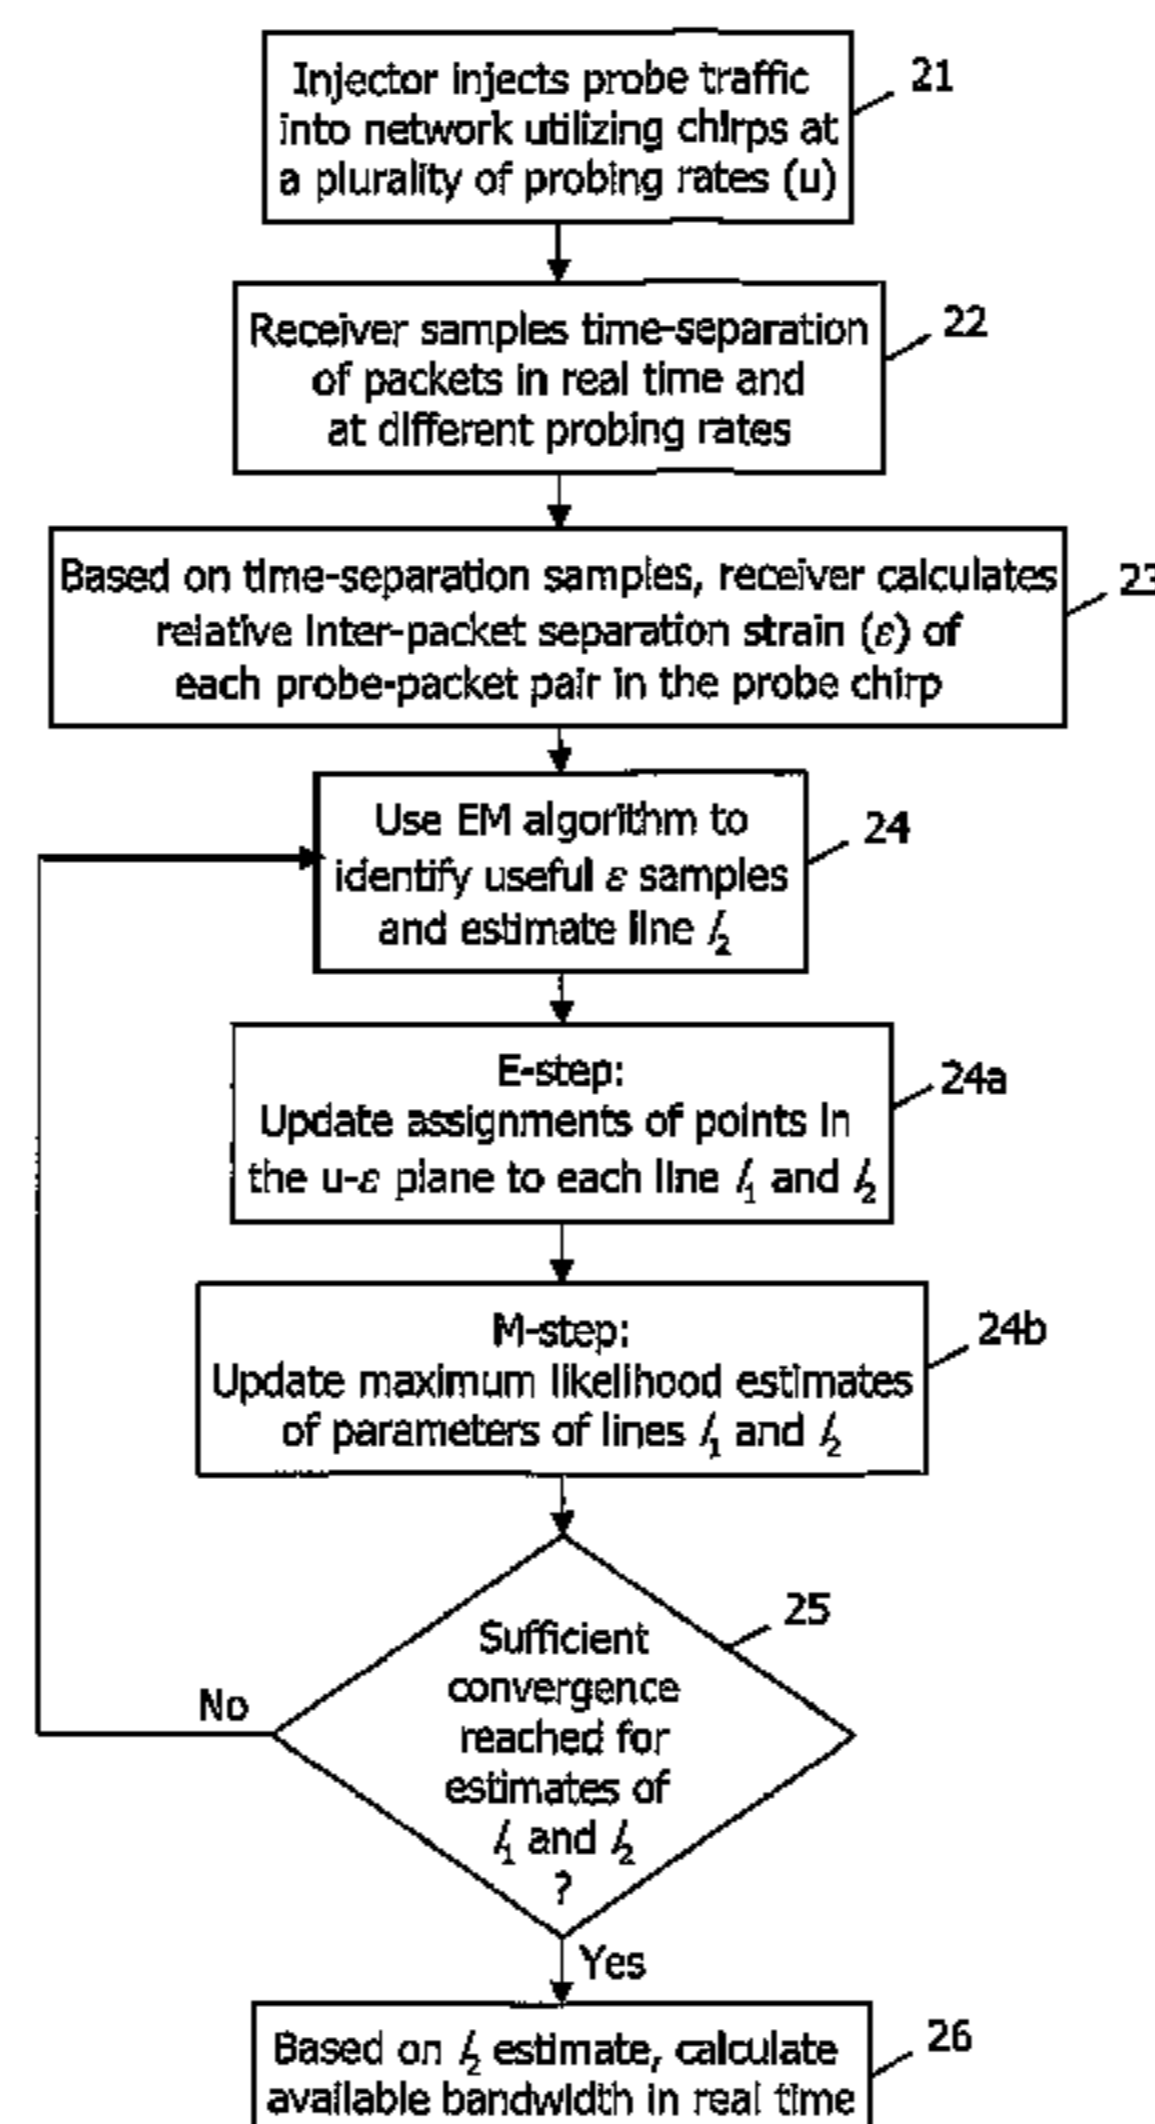 Injector injects probe traffic
into network utilizing chirps at
a plurality of probing rates (u)
21
Receiver samples time-separation
of packets in real time and
at different probing rates
22
Based on time-separation samples, receiver calculates
relative inter-packet separation strain (ε) of
each probe-packet pair in the probe chirp
23
Use EM algorithm to
identify useful ε samples
and estimate line l₂
24
E-step:
Update assignments of points in
the u-ε plane to each line l₁ and l₂
24a
M-step:
Update maximum likelihood estimates
of parameters of lines l₁ and l₂
24b
Sufficient
convergence
reached for
estimates of
l₁ and l₂
?
25
No
Yes
Based on l₂ estimate, calculate
available bandwidth in real time
26